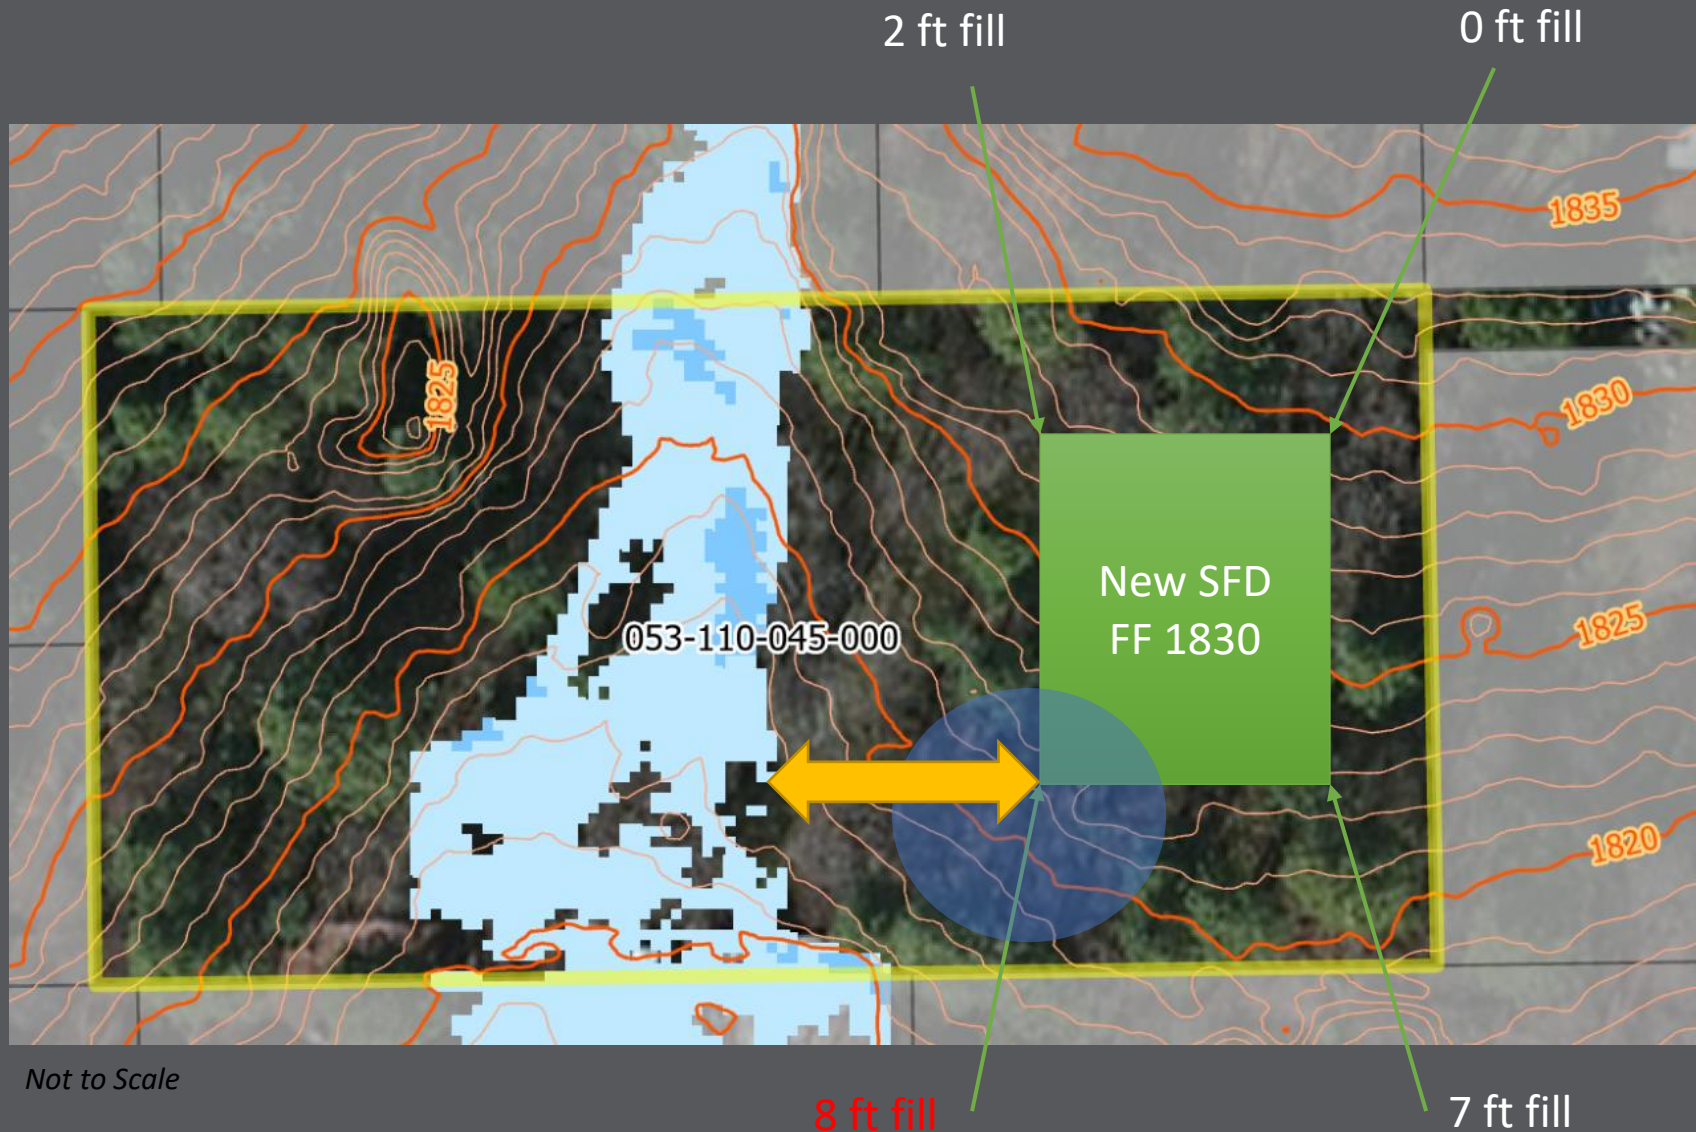 2 ft fill
0 ft fill
1835
1825
1830
New SFD
FF 1830
1825
053-110-045-000
1820
Not to Scale
8 ft fill
7 ft fill